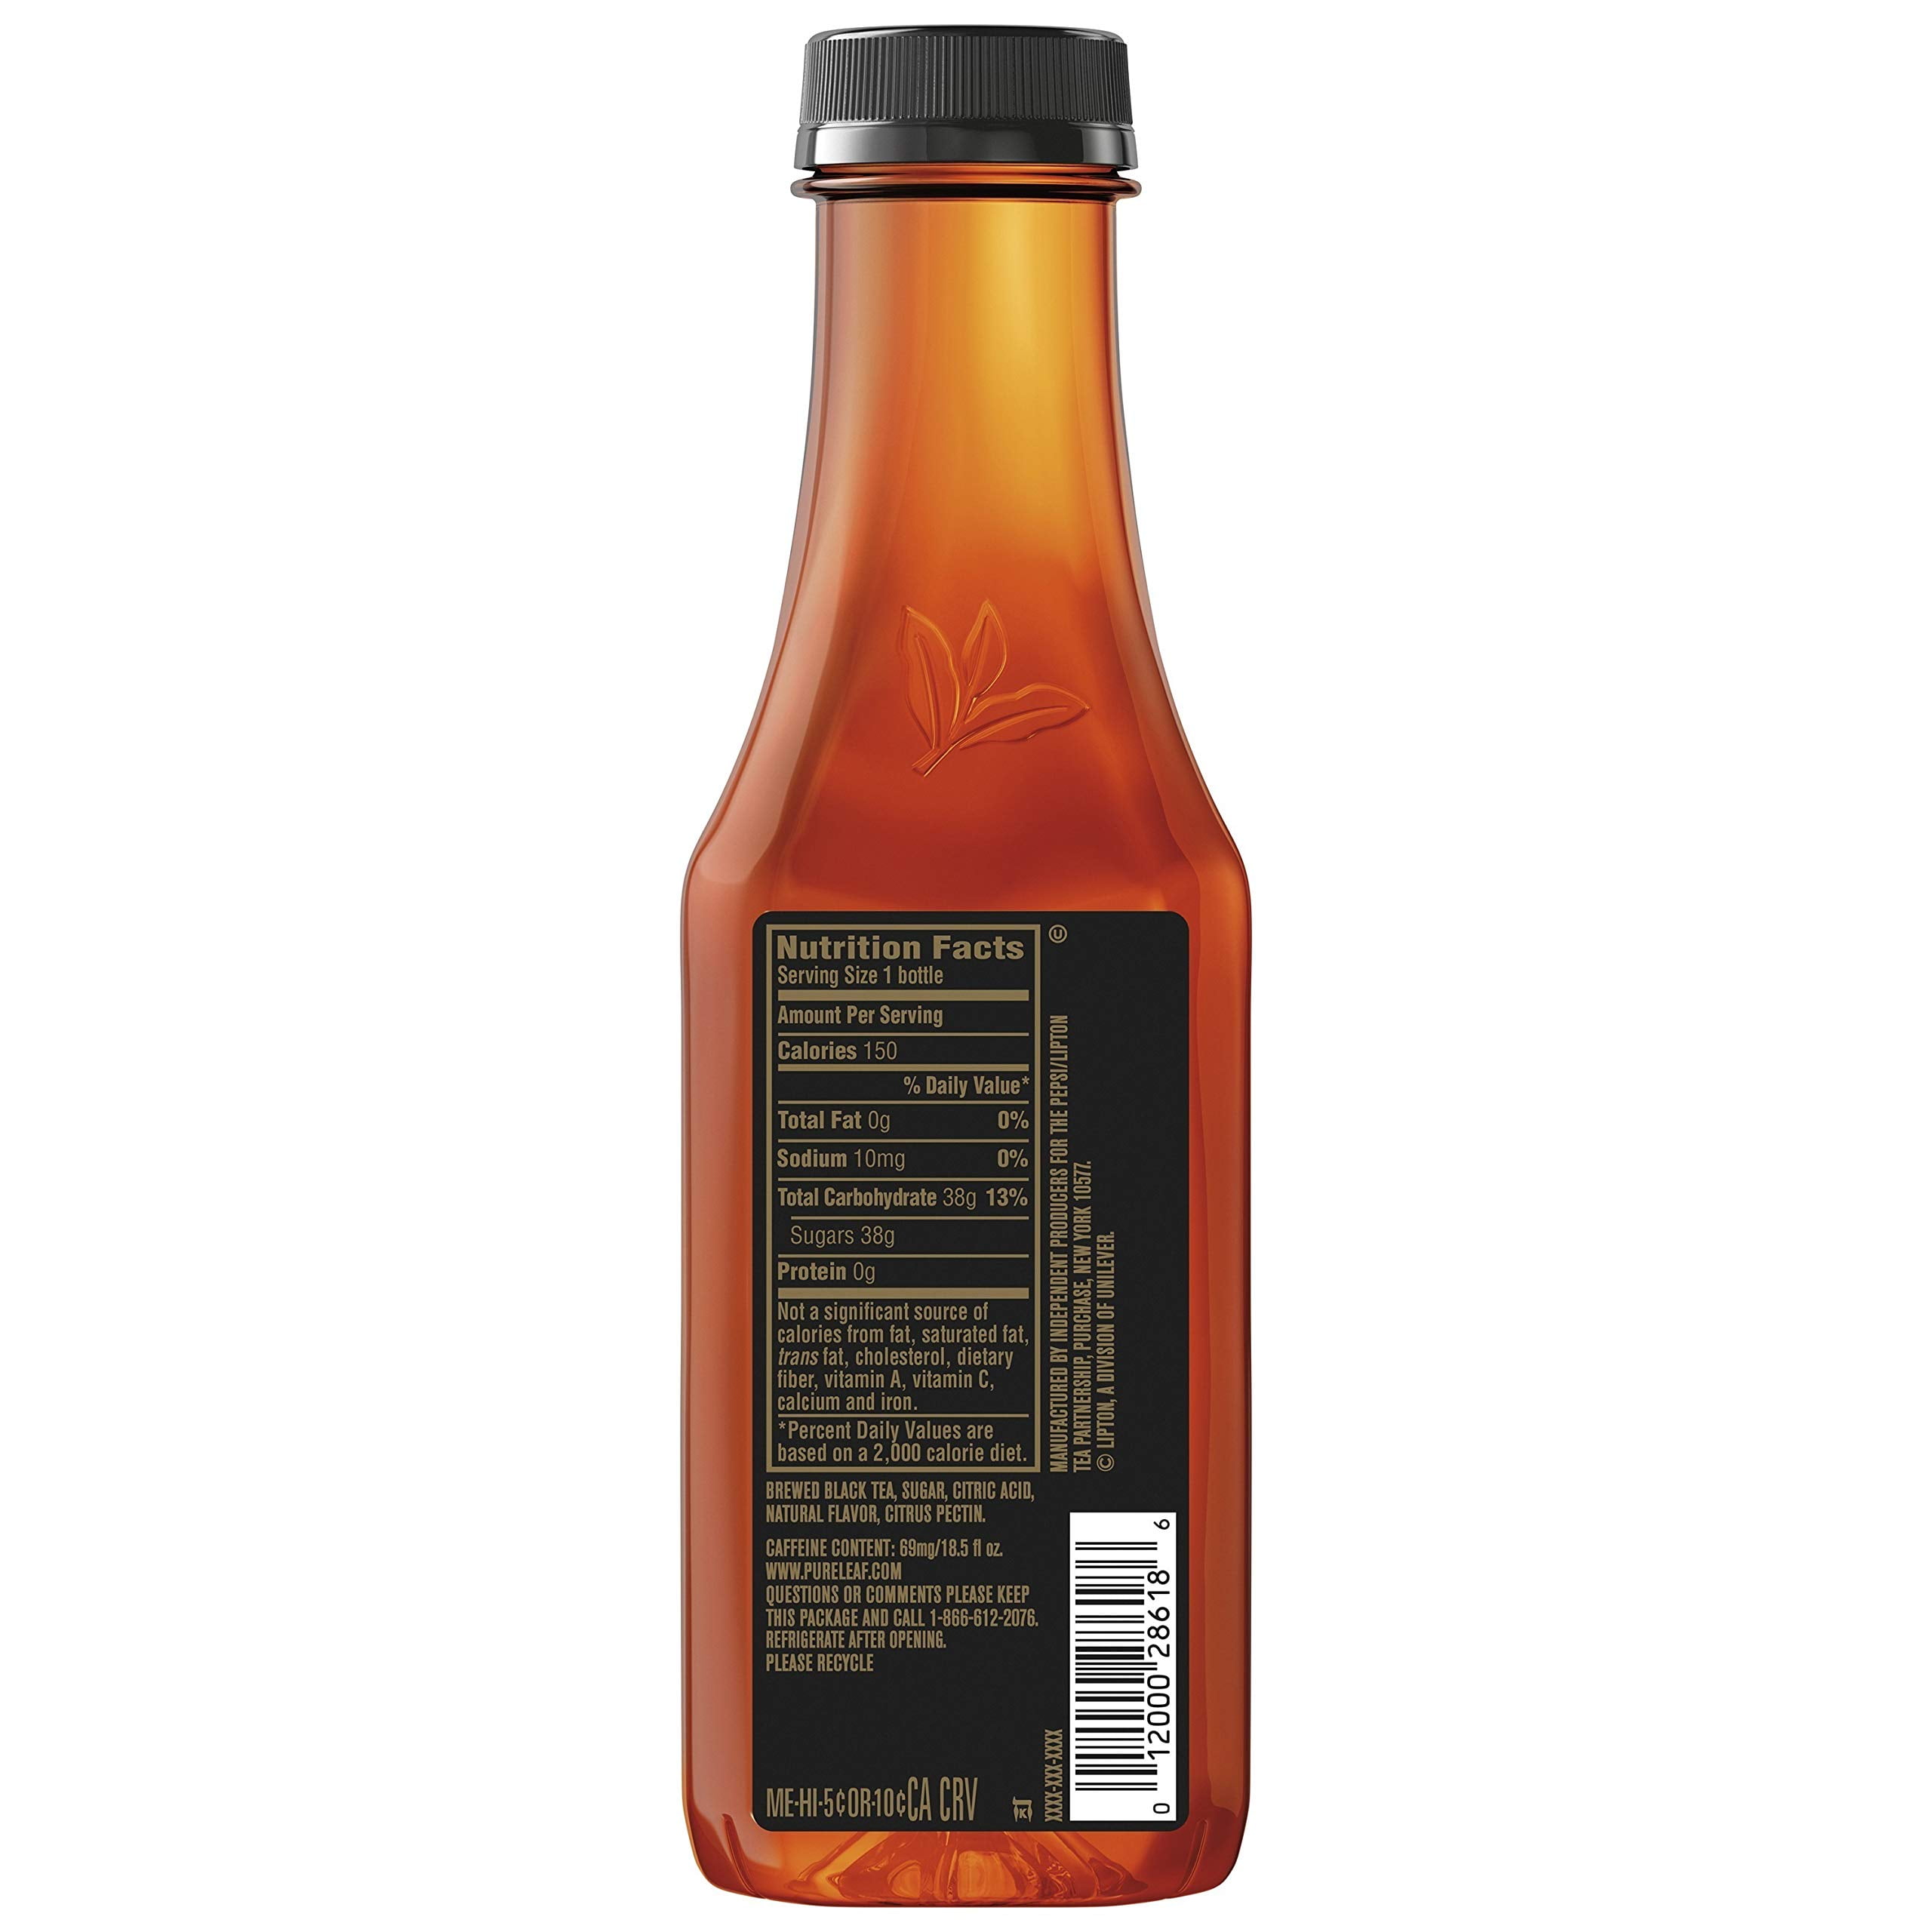 Nutrition Facts
Serving Size 1 bottle
Amount Per Serving
Calories 150
% Daily Value*
Total Fat 0g 0%
Sodium 10mg 0%
Total Carbohydrate 38g 13%
Sugars 38g
Protein 0g
Not a significant source of
calories from fat, saturated fat,
trans fat, cholesterol, dietary
fiber, vitamin A, vitamin C,
calcium and iron.
*Percent Daily Values are
based on a 2,000 calorie diet.
BREWED BLACK TEA, SUGAR, CITRIC ACID,
NATURAL FLAVOR, CITRUS PECTIN.
CAFFEINE CONTENT: 69mg/18.5 fl oz.
WWW.PURELEAF.COM
QUESTIONS OR COMMENTS PLEASE KEEP
THIS PACKAGE AND CALL 1-866-612-2076.
REFRIGERATE AFTER OPENING.
PLEASE RECYCLE
ME-HI-5¢OR-10¢CA CRV
K
U
MANUFACTURED BY INDEPENDENT PRODUCERS FOR THE PEPSI/LIPTON
TEA PARTNERSHIP, PURCHASE, NEW YORK 10577.
© LIPTON, A DIVISION OF UNILEVER.
XXXX-XXX-XXXX
0 12000 28618 6